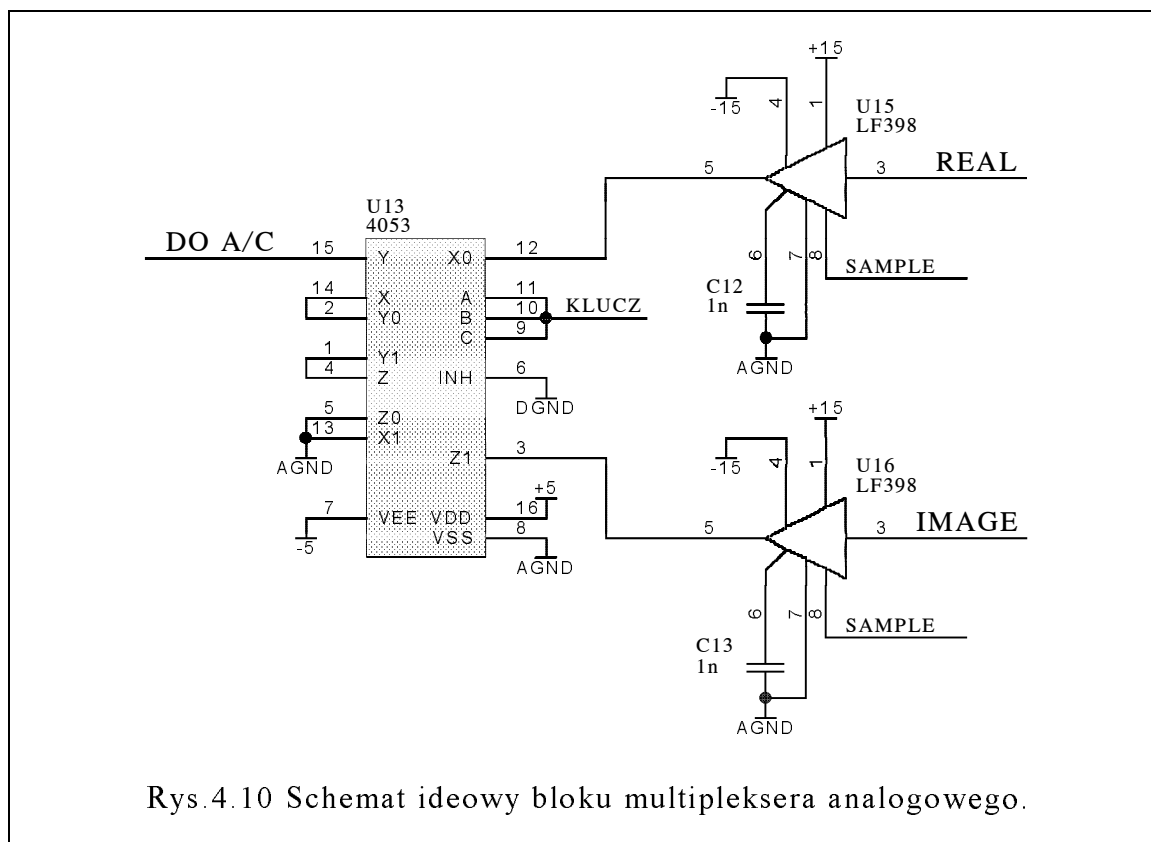 +15
-15
4
1
U15
LF398
5
3
REAL
U13
4053
DO A/C
15
Y
X0
12
6
7
8
SAMPLE
C12
1n
14
X
A
11
2
Y0
B
10
KLUCZ
C
9
1
Y1
4
Z
INH
6
AGND
DGND
5
Z0
13
X1
AGND
Z1
3
+15
-15
4
1
U16
LF398
7
VEE
VDD
16
+5
-5
VSS
8
AGND
5
3
IMAGE
6
7
8
SAMPLE
C13
1n
AGND
Rys.4.10 Schemat ideowy bloku multipleksera analogowego.